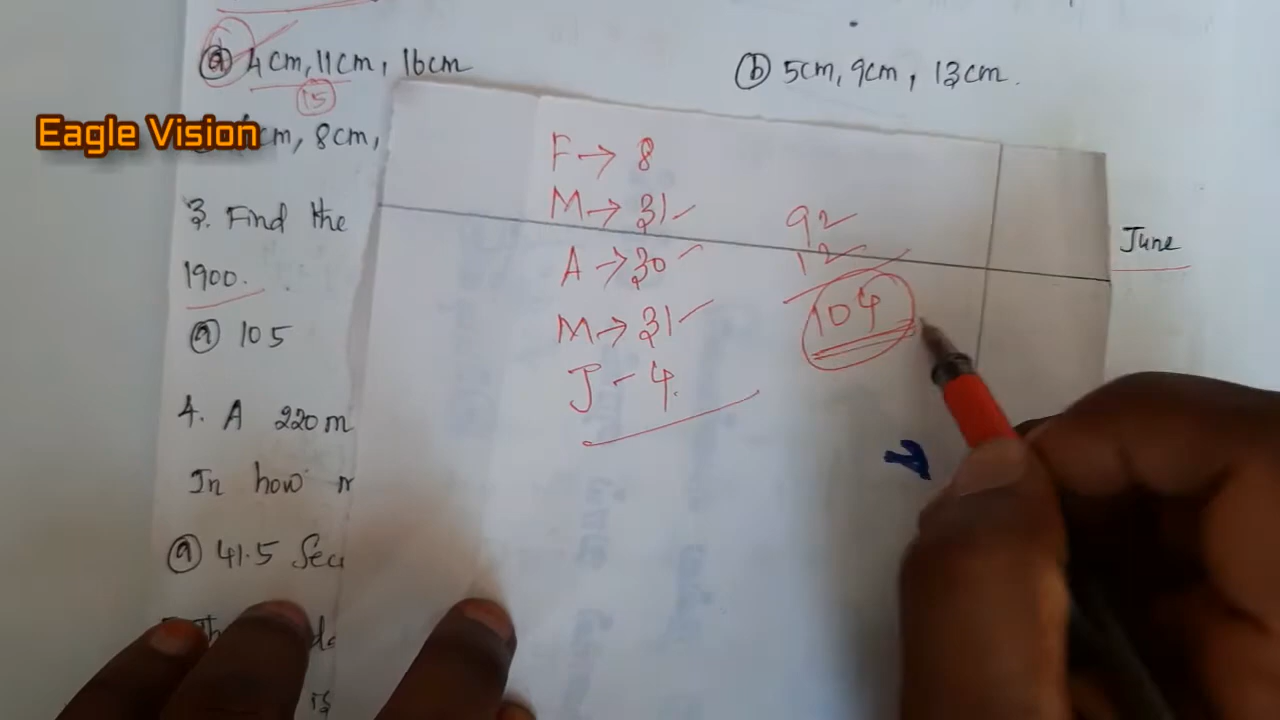 ⓐ 4cm, 11cm, 16cm
ⓑ 5cm, 9cm, 13cm.
15
Eagle Vision
cm, 8cm,
3. Find the
June
1900.
ⓐ 105
4. A 220m
In how
ⓐ 41.5 Sec
F → 8
M → 31
A → 30
M → 31
J - 4.
92
12
104